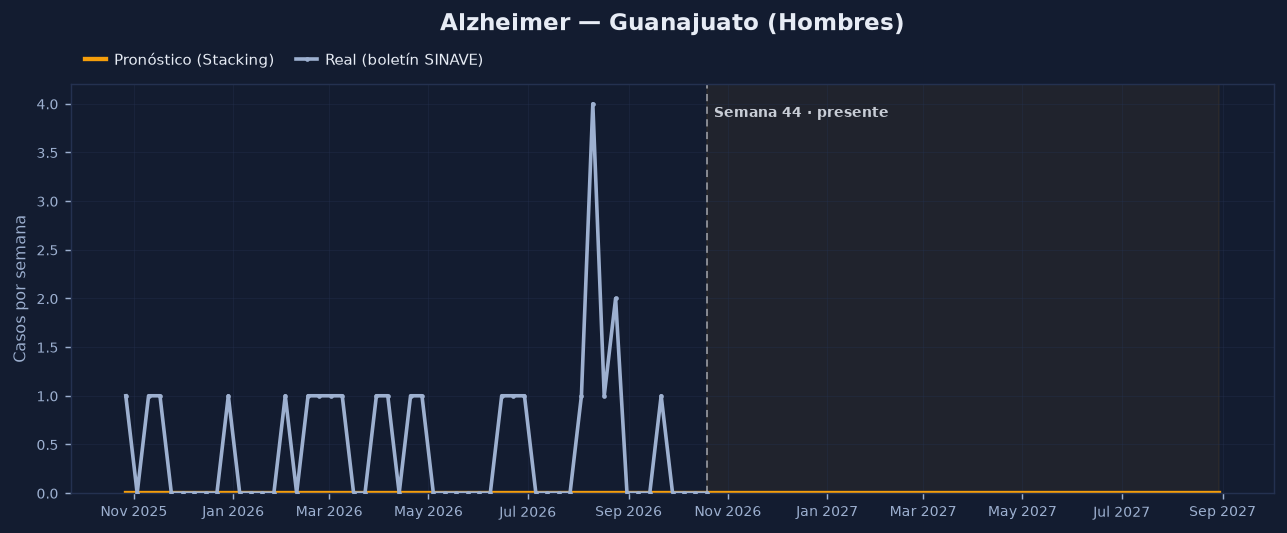 Alzheimer — Guanajuato (Hombres)
Pronóstico (Stacking)
Real (boletín SINAVE)
Semana 44 · presente
Casos por semana
4.0
3.5
3.0
2.5
2.0
1.5
1.0
0.5
0.0
Nov 2025
Jan 2026
Mar 2026
May 2026
Jul 2026
Sep 2026
Nov 2026
Jan 2027
Mar 2027
May 2027
Jul 2027
Sep 2027